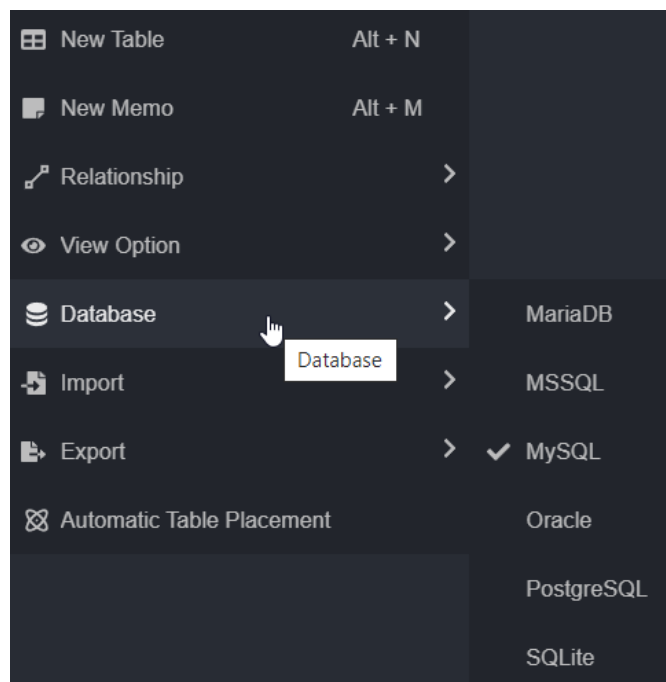 New Table Alt + N
New Memo Alt + M
Relationship
View Option
Database
Database
Import
Export
Automatic Table Placement
MariaDB
MSSQL
MySQL
Oracle
PostgreSQL
SQLite